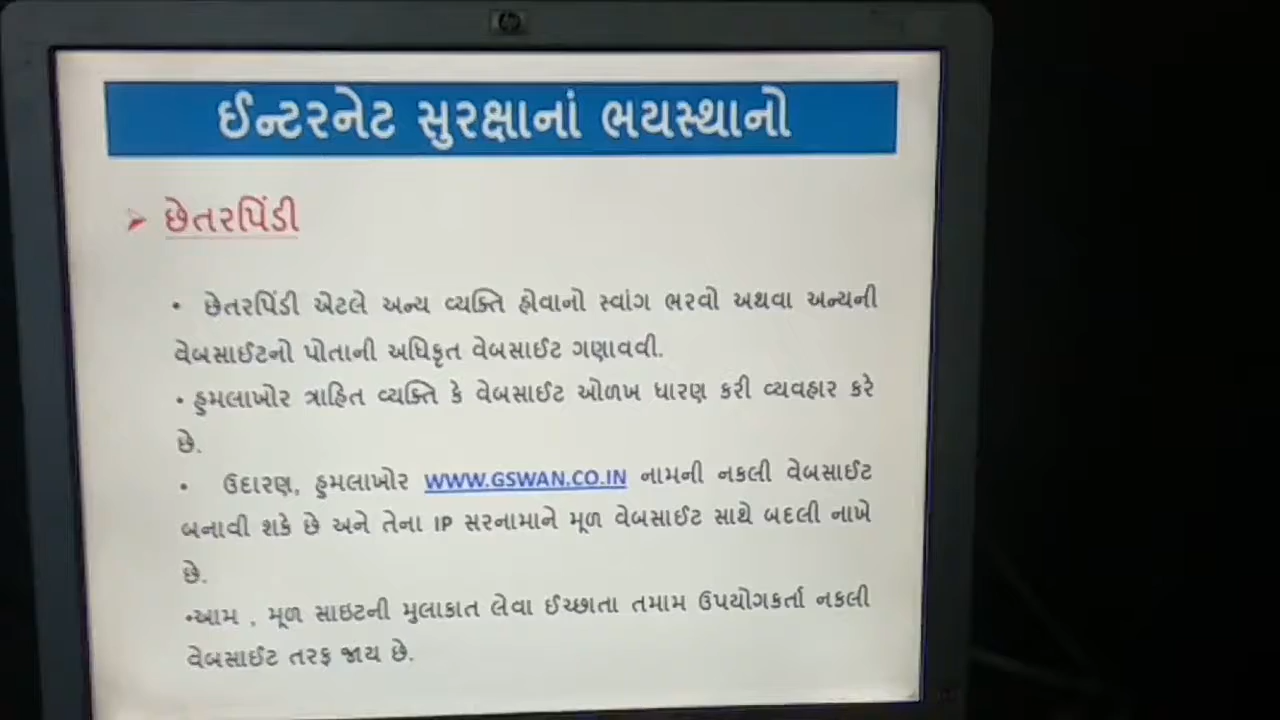 hp
ઈન્ટરનેટ સુરક્ષાનાં ભયસ્થાનો
➢ છેતરપિંડી
• છેતરપિંડી એટલે અન્ય વ્યક્તિ હોવાનો સ્વાંગ ભરવો અથવા અન્યની
વેબસાઈટનો પોતાની અધિકૃત વેબસાઈટ ગણાવવી.
• હુમલાખોર ત્રાહિત વ્યક્તિ કે વેબસાઈટ ઓળખ ધારણ કરી વ્યવહાર કરે
છે.
• ઉદારણ, હુમલાખોર WWW.GSWAN.CO.IN નામની નકલી વેબસાઈટ
બનાવી શકે છે અને તેના IP સરનામાને મૂળ વેબસાઈટ સાથે બદલી નાખે
છે.
•આમ , મૂળ સાઇટની મુલાકાત લેવા ઈચ્છાતા તમામ ઉપયોગકર્તા નકલી
વેબસાઈટ તરફ જાય છે.